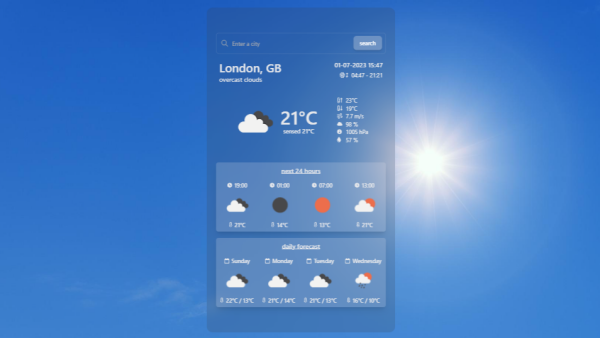 Enter a city
search
London, GB
01-07-2023 15:47
overcast clouds
04:47 - 21:21
21°C
sensed 21°C
23°C
19°C
7.7 m/s
98 %
1005 hPa
57 %
next 24 hours
19:00 01:00 07:00 13:00
21°C 14°C 15°C 21°C
daily forecast
Sunday Monday Tuesday Wednesday
22°C / 13°C 21°C / 14°C 21°C / 13°C 16°C / 10°C